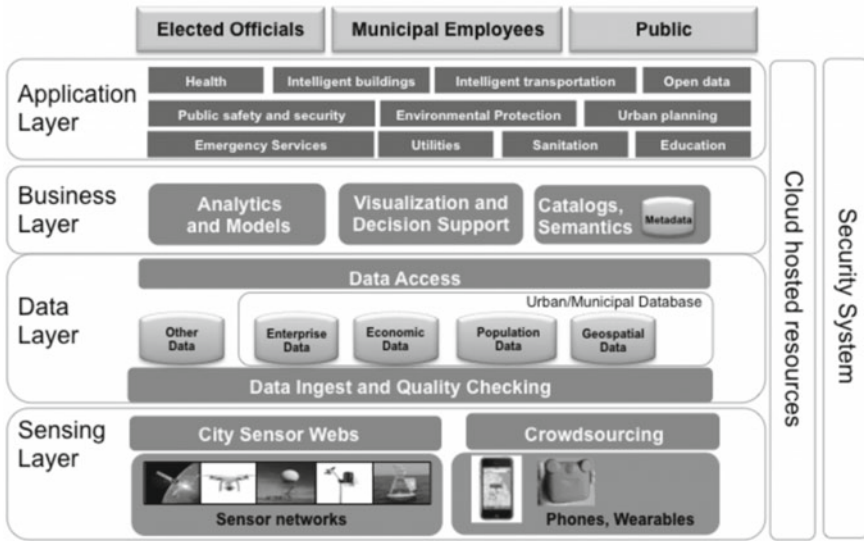 Elected Officials
Municipal Employees
Public
Application
Layer
Health
Intelligent buildings
Intelligent transportation
Open data
Public safety and security
Environmental Protection
Urban planning
Emergency Services
Utilities
Sanitation
Education
Business
Layer
Analytics
and Models
Visualization and
Decision Support
Catalogs,
Semantics
Metadata
Data
Layer
Data Access
Urban/Municipal Database
Other
Data
Enterprise
Data
Economic
Data
Population
Data
Geospatial
Data
Data Ingest and Quality Checking
Sensing
Layer
City Sensor Webs
Crowdsourcing
Sensor networks
Phones, Wearables
Cloud hosted resources
Security System